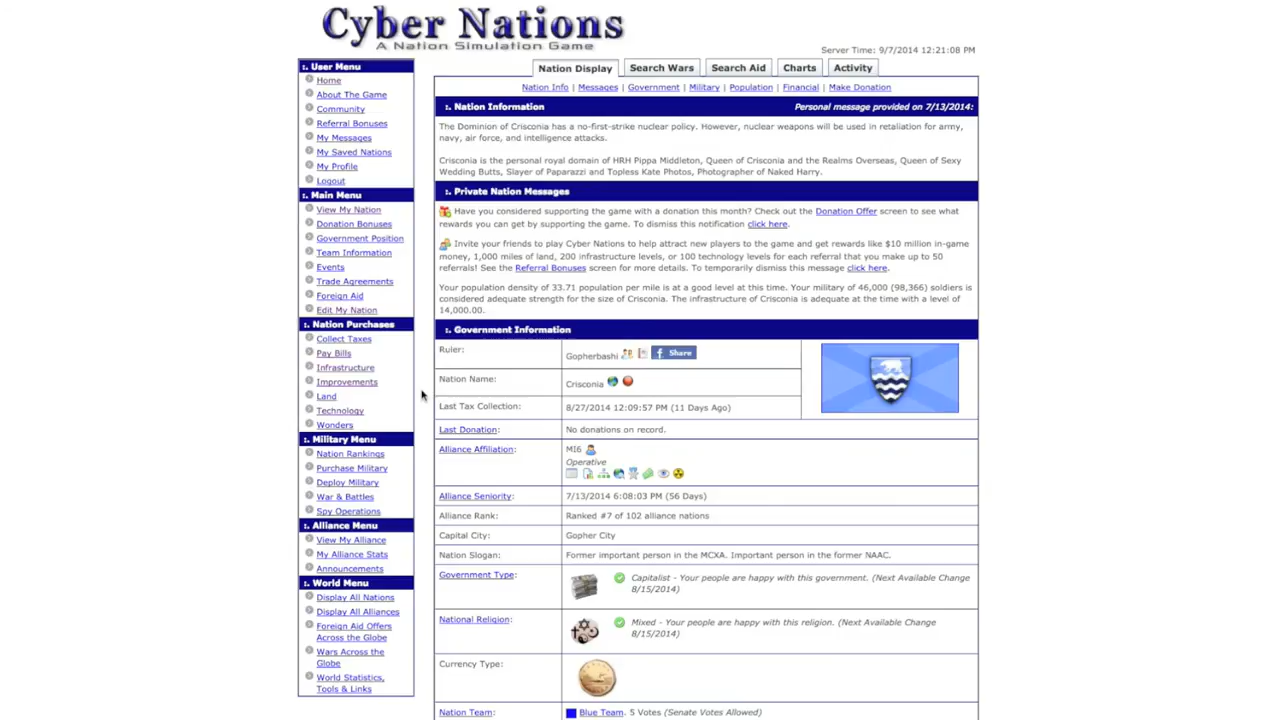 Cyber Nations
A Nation Simulation Game
Server Time: 9/7/2014 12:21:08 PM
:. User Menu
Home
About The Game
Community
Referral Bonuses
My Messages
My Saved Nations
My Profile
Logout
:. Main Menu
View My Nation
Donation Bonuses
Government Position
Team Information
Events
Trade Agreements
Foreign Aid
Edit My Nation
:. Nation Purchases
Collect Taxes
Pay Bills
Infrastructure
Improvements
Land
Technology
Wonders
:. Military Menu
Nation Rankings
Purchase Military
Deploy Military
War & Battles
Spy Operations
:. Alliance Menu
View My Alliance
My Alliance Stats
Announcements
:. World Menu
Display All Nations
Display All Alliances
Foreign Aid Offers
Across the Globe
Wars Across the
Globe
World Statistics,
Tools & Links
Nation Display Search Wars Search Aid Charts Activity
Nation Info | Messages | Government | Military | Population | Financial | Make Donation
:. Nation Information Personal message provided on 7/13/2014:
The Dominion of Crisconia has a no-first-strike nuclear policy. However, nuclear weapons will be used in retaliation for army,
navy, air force, and intelligence attacks.
Crisconia is the personal royal domain of HRH Pippa Middleton, Queen of Crisconia and the Realms Overseas, Queen of Sexy
Wedding Butts, Slayer of Paparazzi and Topless Kate Photos, Photographer of Naked Harry.
:. Private Nation Messages
Have you considered supporting the game with a donation this month? Check out the Donation Offer screen to see what
rewards you can get by supporting the game. To dismiss this notification click here.
Invite your friends to play Cyber Nations to help attract new players to the game and get rewards like $10 million in-game
money, 1,000 miles of land, 200 infrastructure levels, or 100 technology levels for each referral that you make up to 50
referrals! See the Referral Bonuses screen for more details. To temporarily dismiss this message click here.
Your population density of 33.71 population per mile is at a good level at this time. Your military of 46,000 (98,366) soldiers is
considered adequate strength for the size of Crisconia. The infrastructure of Crisconia is adequate at the time with a level of
14,000.00.
:. Government Information
Ruler: Gopherbashi Share
Nation Name: Crisconia
Last Tax Collection: 8/27/2014 12:09:57 PM (11 Days Ago)
Last Donation: No donations on record.
Alliance Affiliation: MI6
Operative
Alliance Seniority: 7/13/2014 6:08:03 PM (56 Days)
Alliance Rank: Ranked #7 of 102 alliance nations
Capital City: Gopher City
Nation Slogan: Former important person in the MCXA. Important person in the former NAAC.
Government Type: Capitalist - Your people are happy with this government. (Next Available Change
8/15/2014)
National Religion: Mixed - Your people are happy with this religion. (Next Available Change
8/15/2014)
Currency Type:
Nation Team: Blue Team. 5 Votes (Senate Votes Allowed)